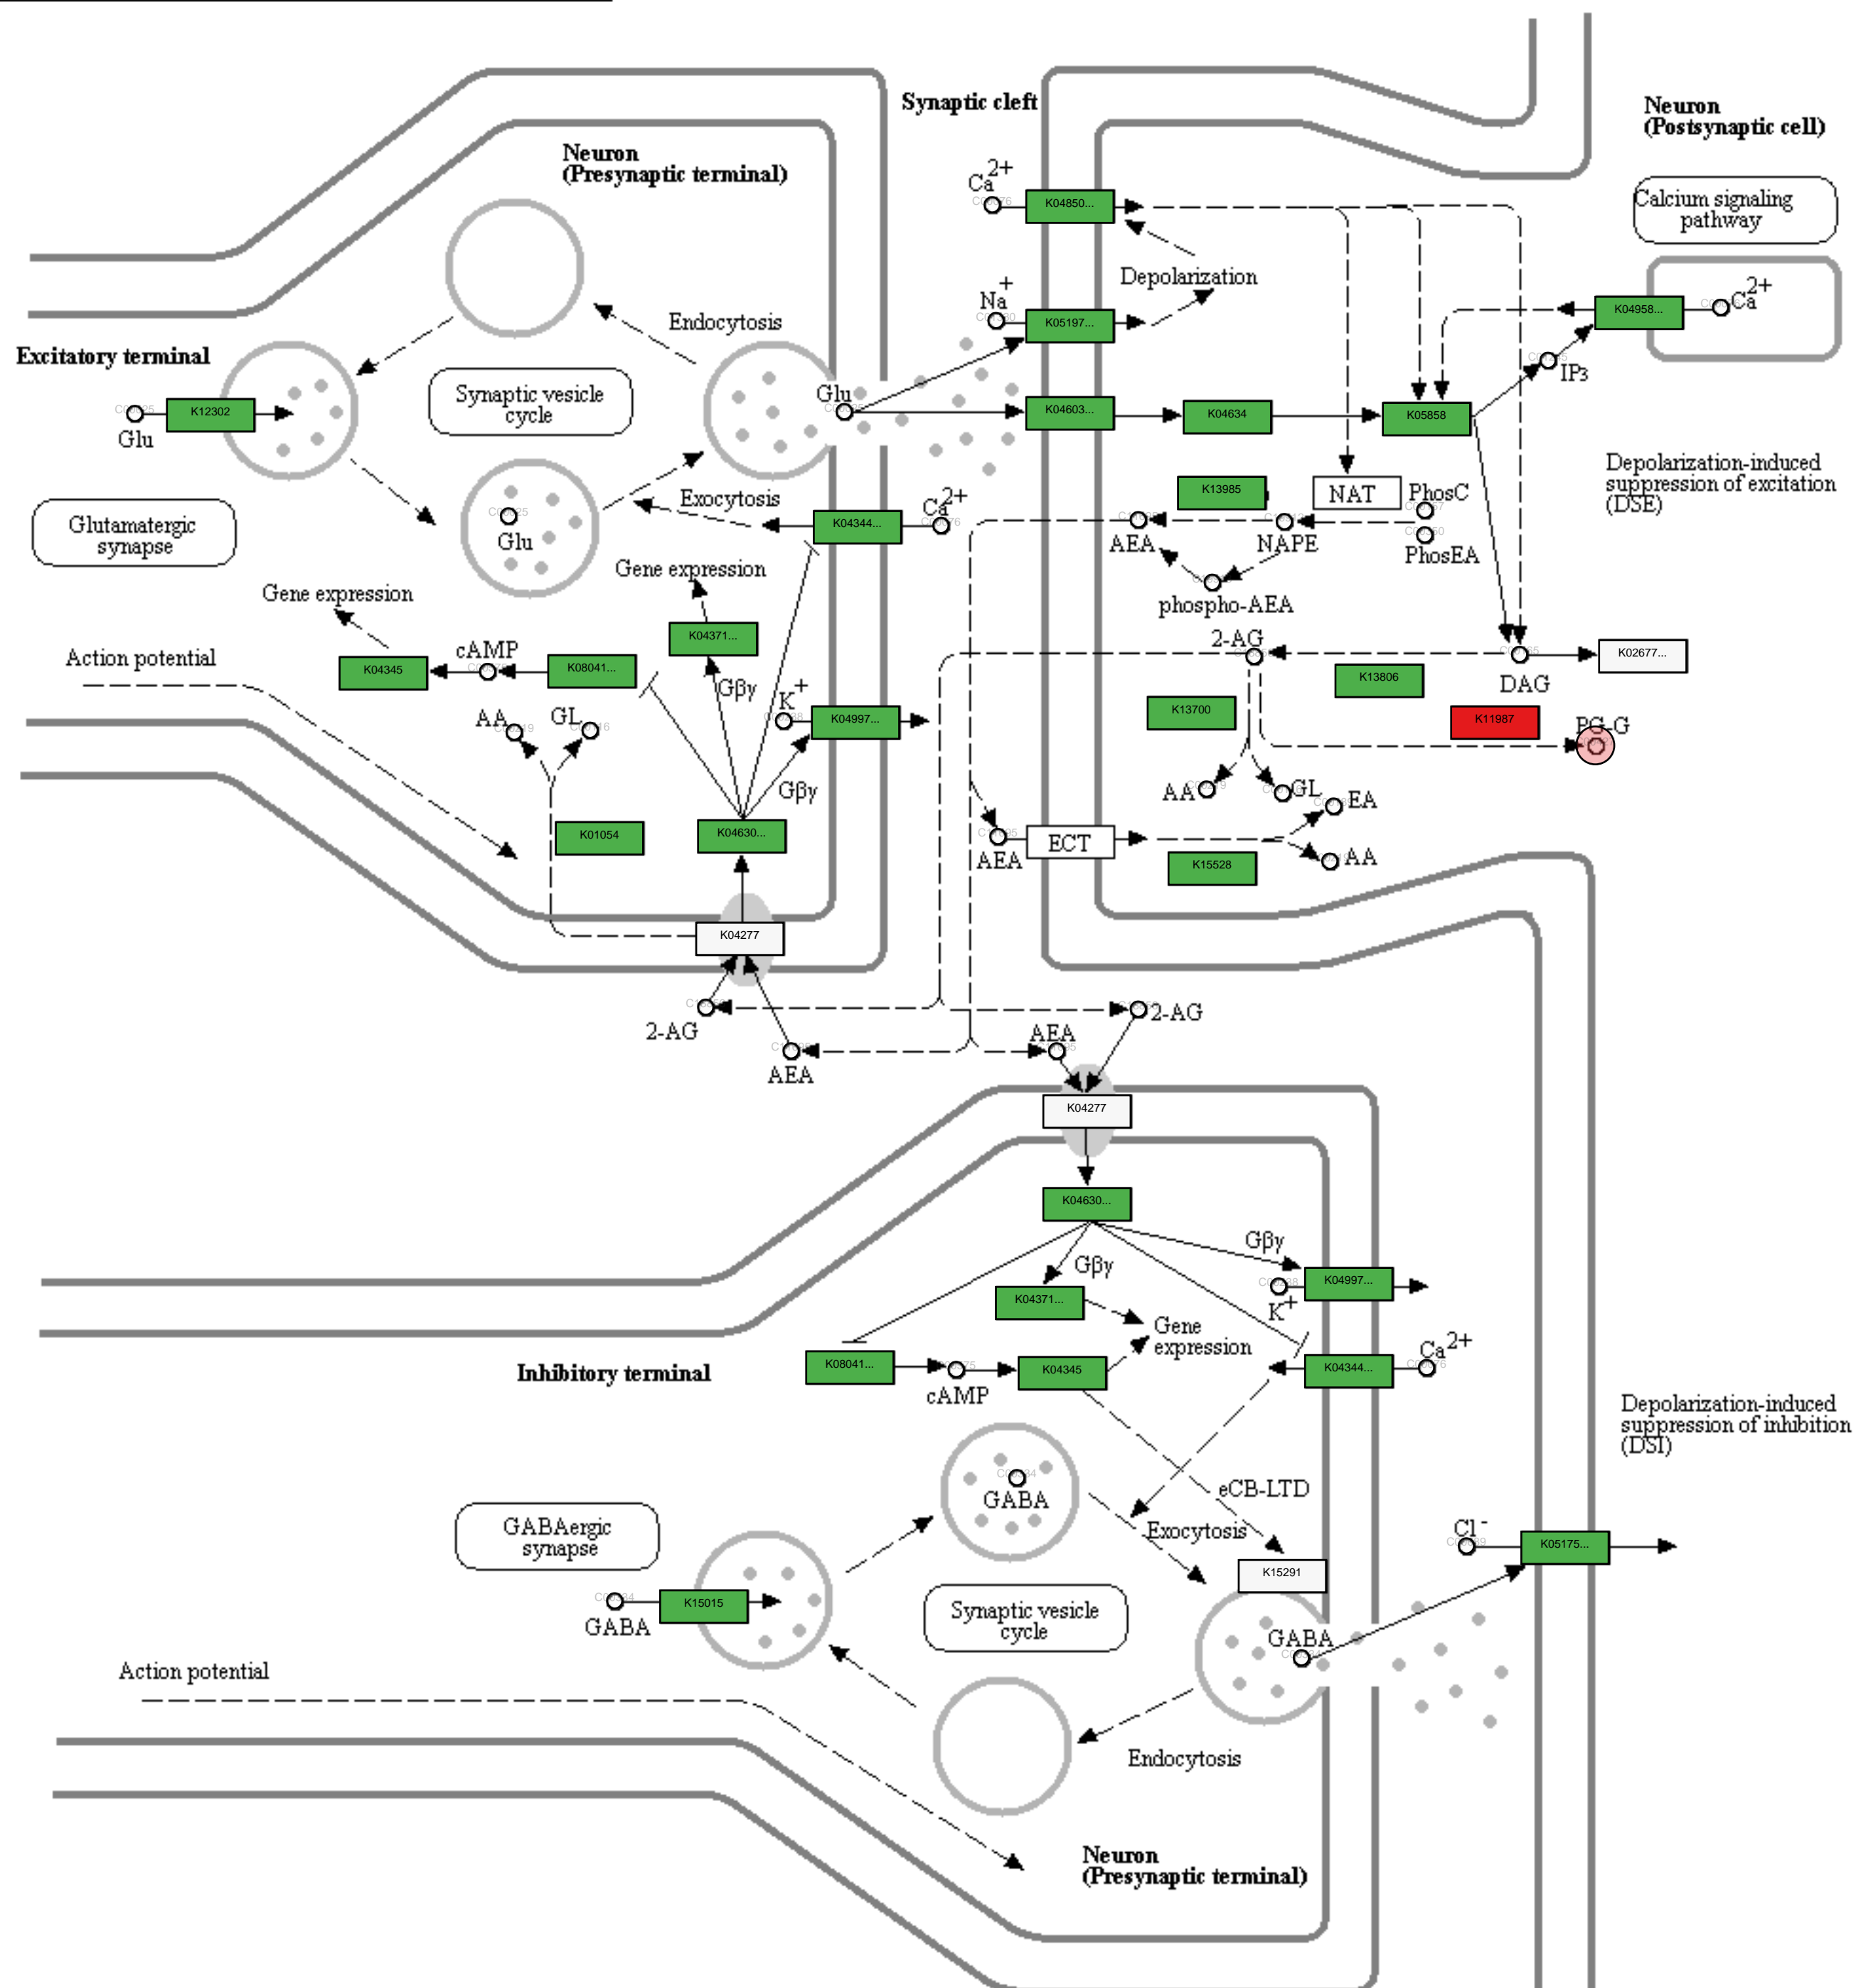 Synaptic cleft
Neuron
(Postsynaptic cell)
Neuron
(Presynaptic terminal)
Ca2+
K04850...
Calcium signaling
pathway
Depolarization
Na+
K05197...
K04958...
Ca2+
IP3
Endocytosis
Excitatory terminal
Synaptic vesicle
cycle
Glu
K12302
Glu
K04603...
K04634
K05858
Depolarization-induced
suppression of excitation
(DSE)
K13985
NAT
PhosC
PhosEA
Exocytosis
Ca2+
K04344...
AEA
NAPE
phospho-AEA
Glutamatergic
synapse
Glu
Gene expression
Gene expression
K04371...
2-AG
Action potential
K04345
cAMP
K08041...
Gβγ
DAG
K02677...
K13806
K13700
K11987
PG-G
AA
GL
K+
K04997...
Gβγ
AA
GL
EA
K01054
K04630...
AEA
ECT
K15528
AA
K04277
2-AG
AEA
AEA
2-AG
K04277
K04630...
Gβγ
Gβγ
K04371...
K04997...
K+
Gene
expression
Ca2+
K08041...
cAMP
K04345
K04344...
Inhibitory terminal
Depolarization-induced
suppression of inhibition
(DSI)
GABA
eCB-LTD
Exocytosis
GABAergic
synapse
Cl-
K05175...
K15291
K15015
GABA
Synaptic vesicle
cycle
GABA
Action potential
Endocytosis
Neuron
(Presynaptic terminal)